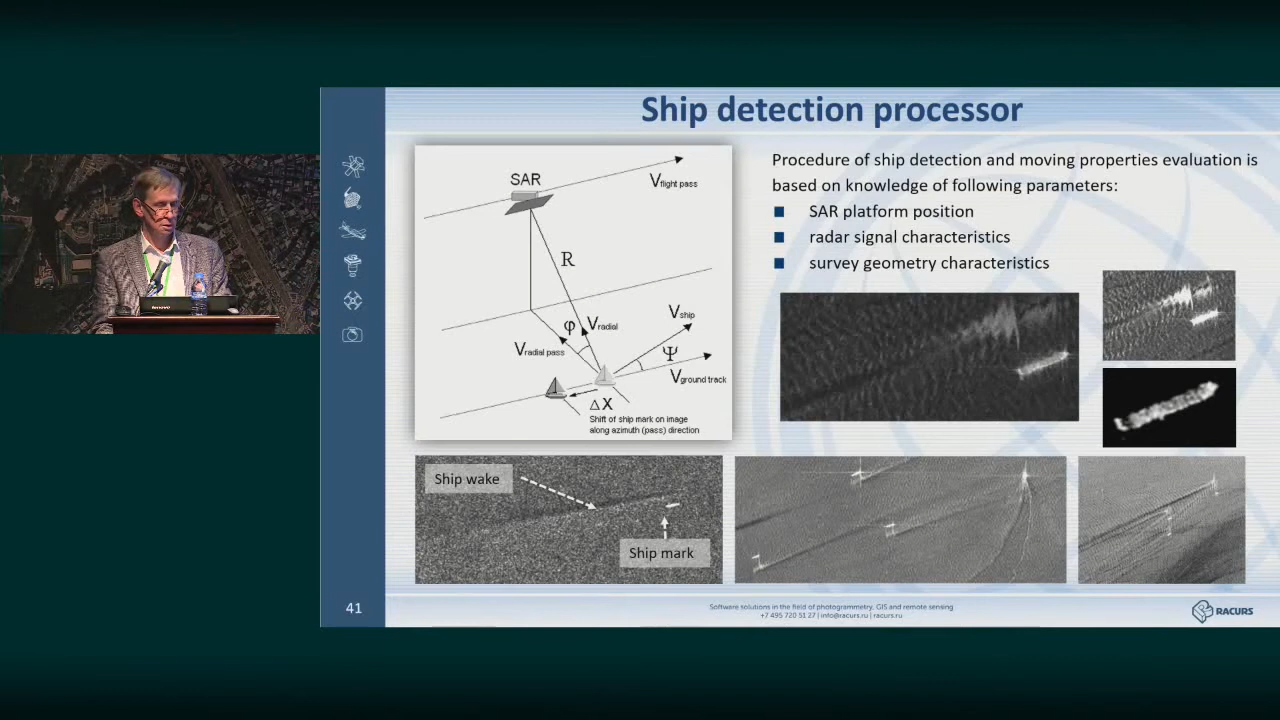 Ship detection processor
SAR
V flight pass
R
φ
V radial
V radial pass
V ship
Ψ
V ground track
ΔX
Shift of ship mark on image
along azimuth (pass) direction
Procedure of ship detection and moving properties evaluation is
based on knowledge of following parameters:
SAR platform position
radar signal characteristics
survey geometry characteristics
Ship wake
Ship mark
41
Software solutions in the field of photogrammetry, GIS and remote sensing
+7 495 720 51 27 | info@racurs.ru | racurs.ru
RACURS
lenovo